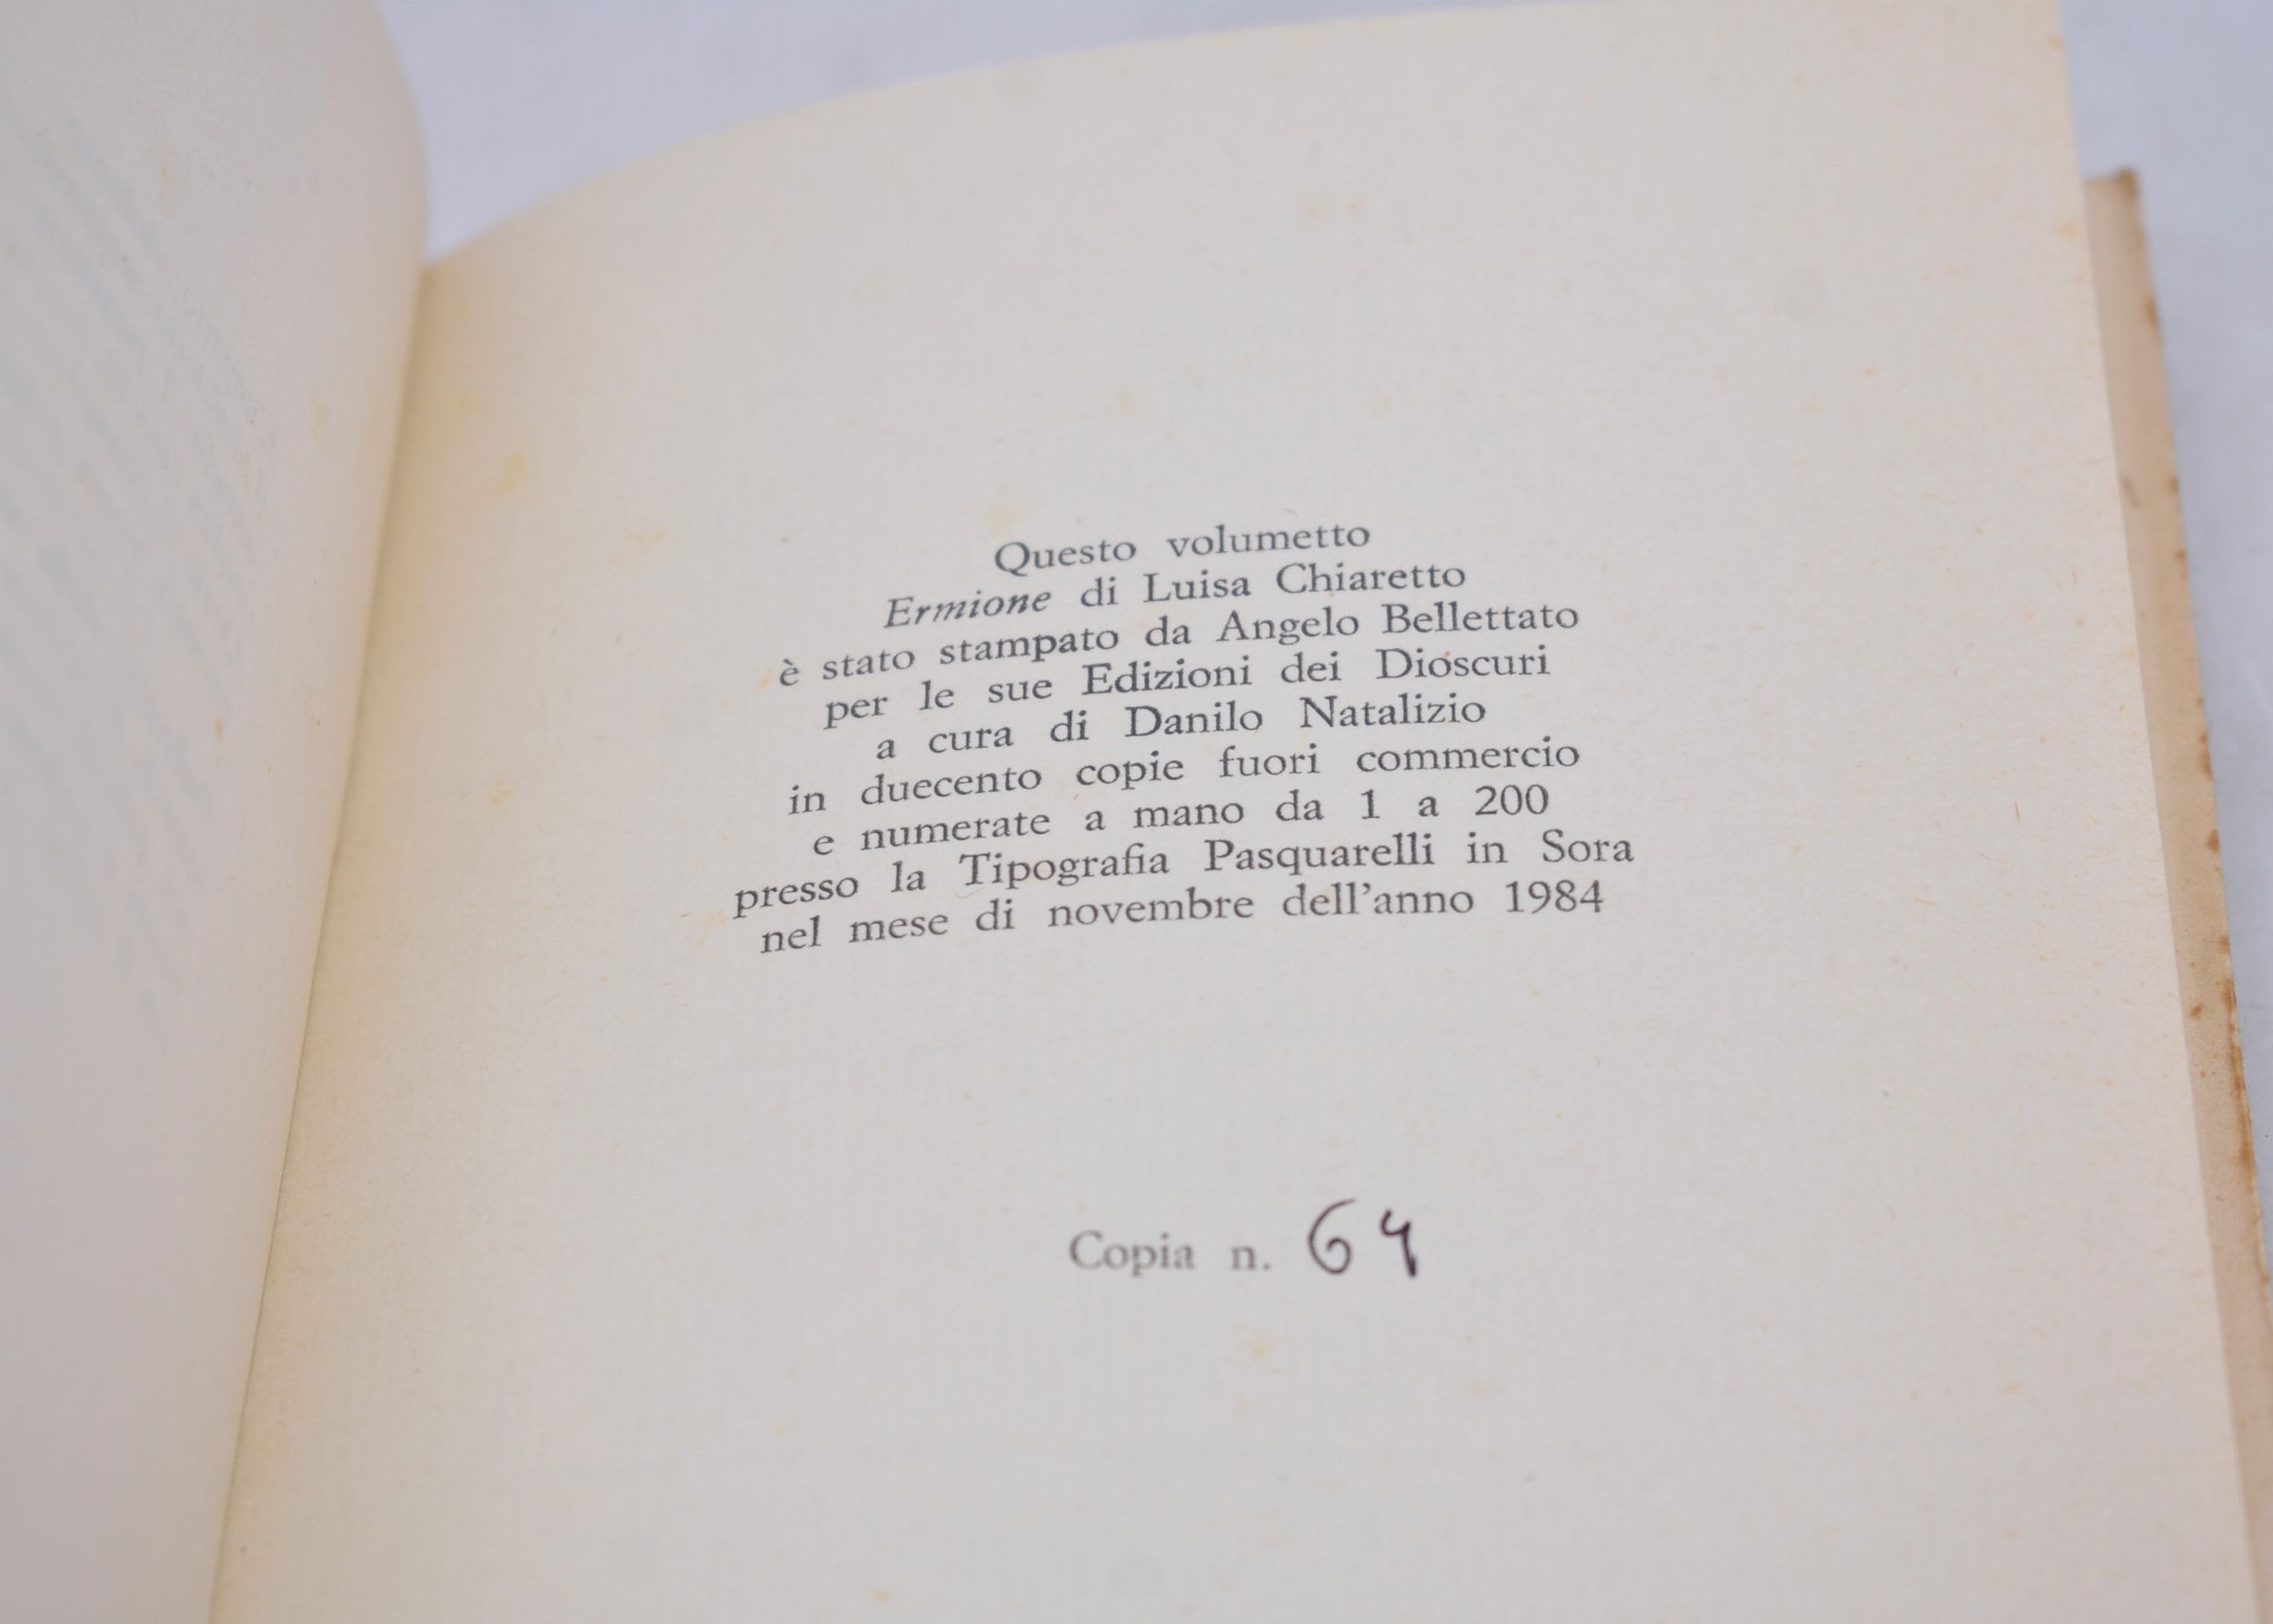 Questo volumetto
Ermione di Luisa Chiaretto
è stato stampato da Angelo Bellettato
per le sue Edizioni dei Dioscuri
a cura di Danilo Natalizio
in duecento copie fuori commercio
e numerate a mano da 1 a 200
presso la Tipografia Pasquarelli in Sora
nel mese di novembre dell'anno 1984
Copia n. 64